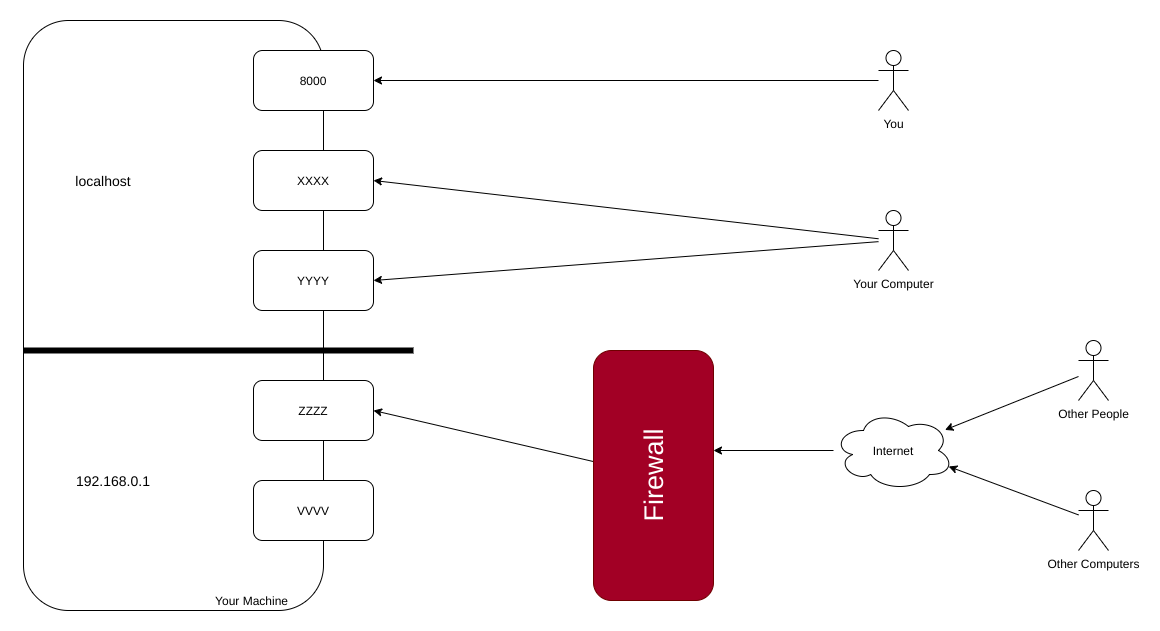 8000
You
localhost
XXXX
YYYY
Your Computer
ZZZZ
Other People
Firewall
Internet
192.168.0.1
VVVV
Other Computers
Your Machine